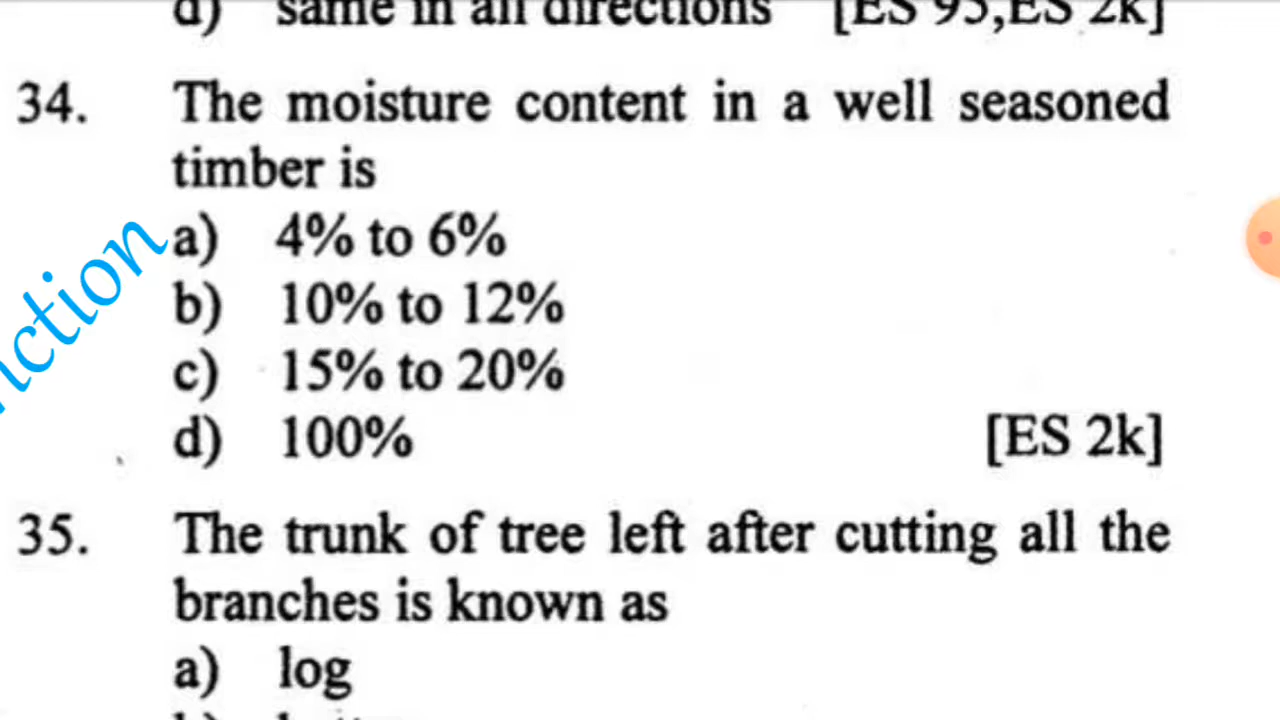 d) same in all directions [ES 95,ES 2k]
34. The moisture content in a well seasoned
timber is
a) 4% to 6%
b) 10% to 12%
c) 15% to 20%
d) 100% [ES 2k]
35. The trunk of tree left after cutting all the
branches is known as
a) log